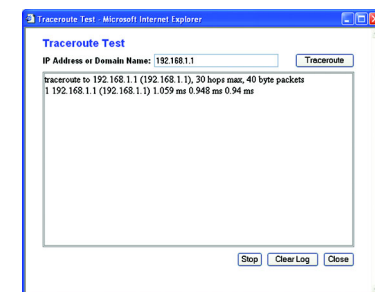 Traceroute Test - Microsoft Internet Explorer
Traceroute Test
IP Address or Domain Name: 192.168.1.1 Traceroute
traceroute to 192.168.1.1 (192.168.1.1), 30 hops max, 40 byte packets
1 192.168.1.1 (192.168.1.1) 1.059 ms 0.948 ms 0.94 ms
Stop Clear Log Close